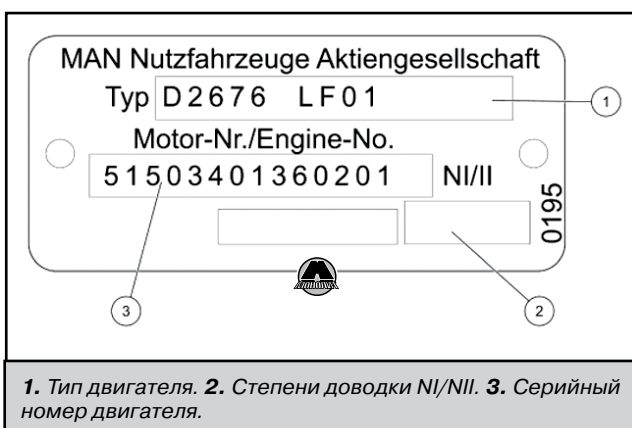 MAN Nutzfahrzeuge Aktiengesellschaft
Typ D2676 LF01
1
Motor-Nr./Engine-No.
51503401360201 NI/II
0195
3
2
1. Тип двигателя. 2. Степени доводки NI/NII. 3. Серийный
номер двигателя.